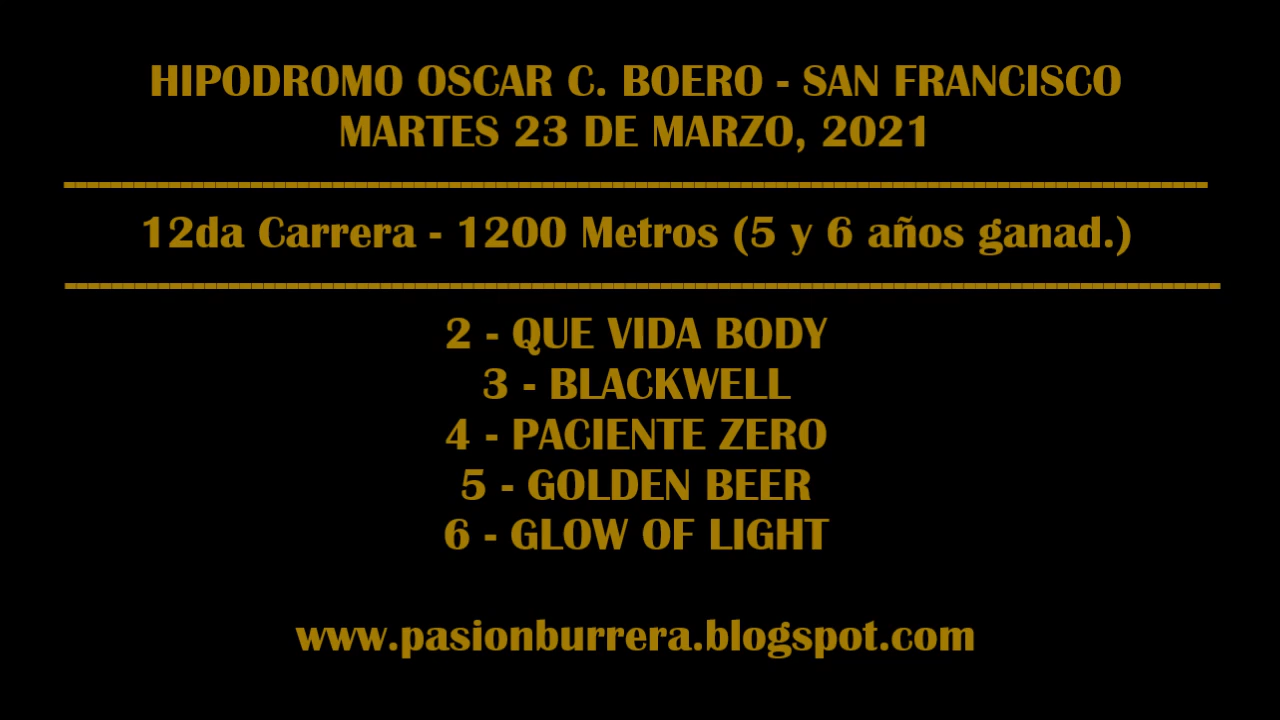 HIPODROMO OSCAR C. BOERO - SAN FRANCISCO
MARTES 23 DE MARZO, 2021
12da Carrera - 1200 Metros (5 y 6 años ganad.)
2 - QUE VIDA BODY
3 - BLACKWELL
4 - PACIENTE ZERO
5 - GOLDEN BEER
6 - GLOW OF LIGHT
www.pasionburrera.blogspot.com